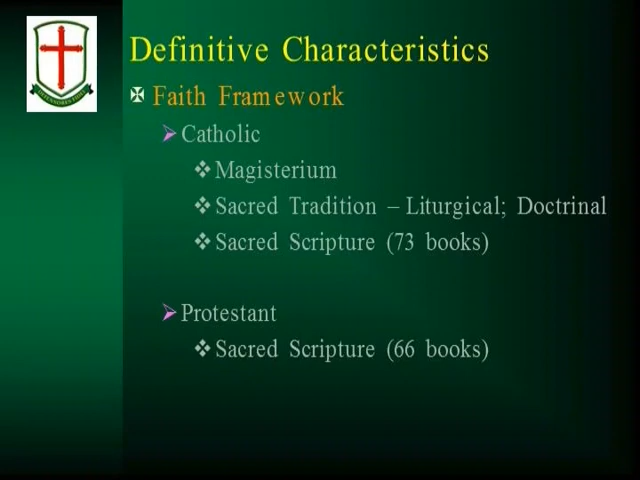 Definitive Characteristics
Faith Framework
Catholic
Magisterium
Sacred Tradition – Liturgical; Doctrinal
Sacred Scripture (73 books)
Protestant
Sacred Scripture (66 books)